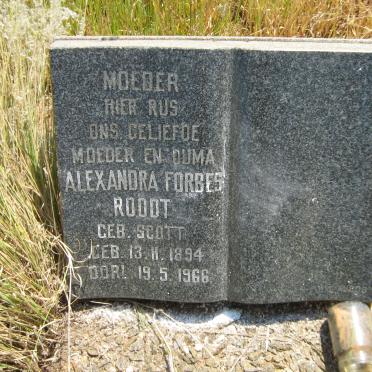 MOEDER
HIER RUS
ONS GELIEFDE
MOEDER EN OUMA
ALEXANDRA FORBES
RODDT
GEB. SCOTT
GEB. 13. 11. 1894
OORL. 19. 5. 1966